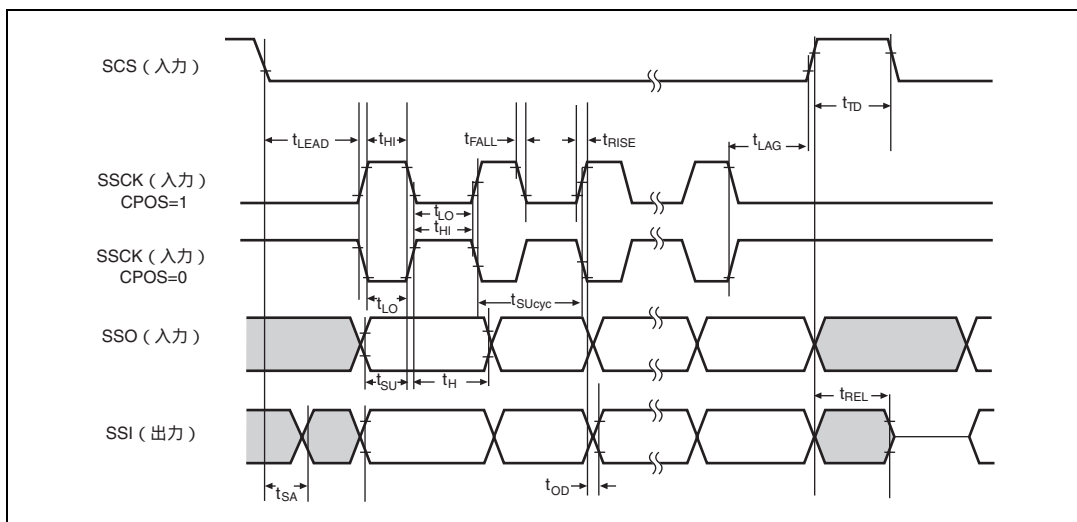 SCS（入力）
tTD
tLEAD
tHI
tFALL
tRISE
tLAG
SSCK（入力）
CPOS=1
tLO
tHI
SSCK（入力）
CPOS=0
tLO
tSUcyc
SSO（入力）
tSU
tH
tREL
SSI（出力）
tSA
tOD